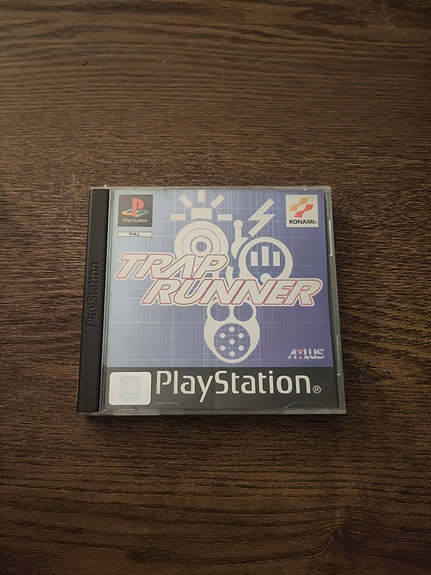 PlayStation
PAL
KONAMI
PlayStation
TRAP
RUNNER
ATLUS
PlayStation®